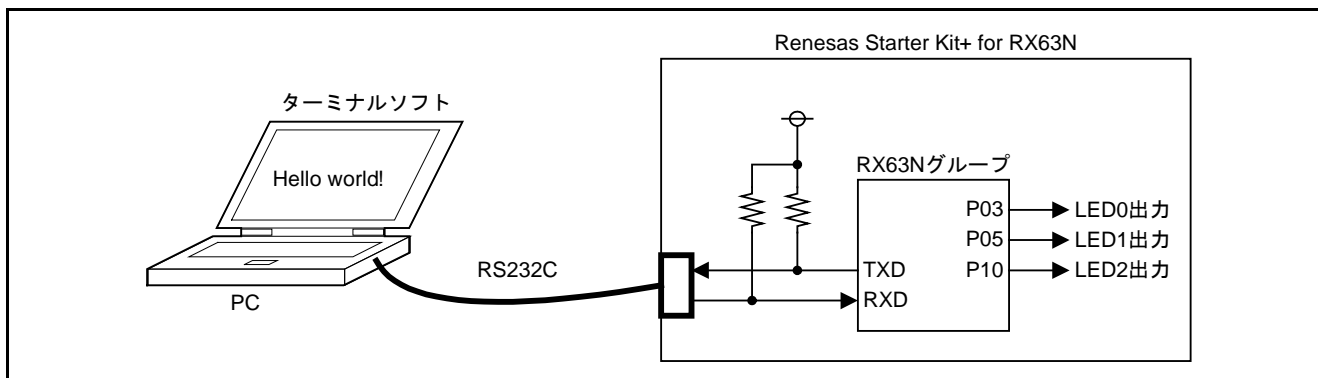 Renesas Starter Kit+ for RX63N
ターミナルソフト
Hello world!
PC
RS232C
RX63Nグループ
P03
LED0出力
P05
LED1出力
TXD
P10
LED2出力
RXD